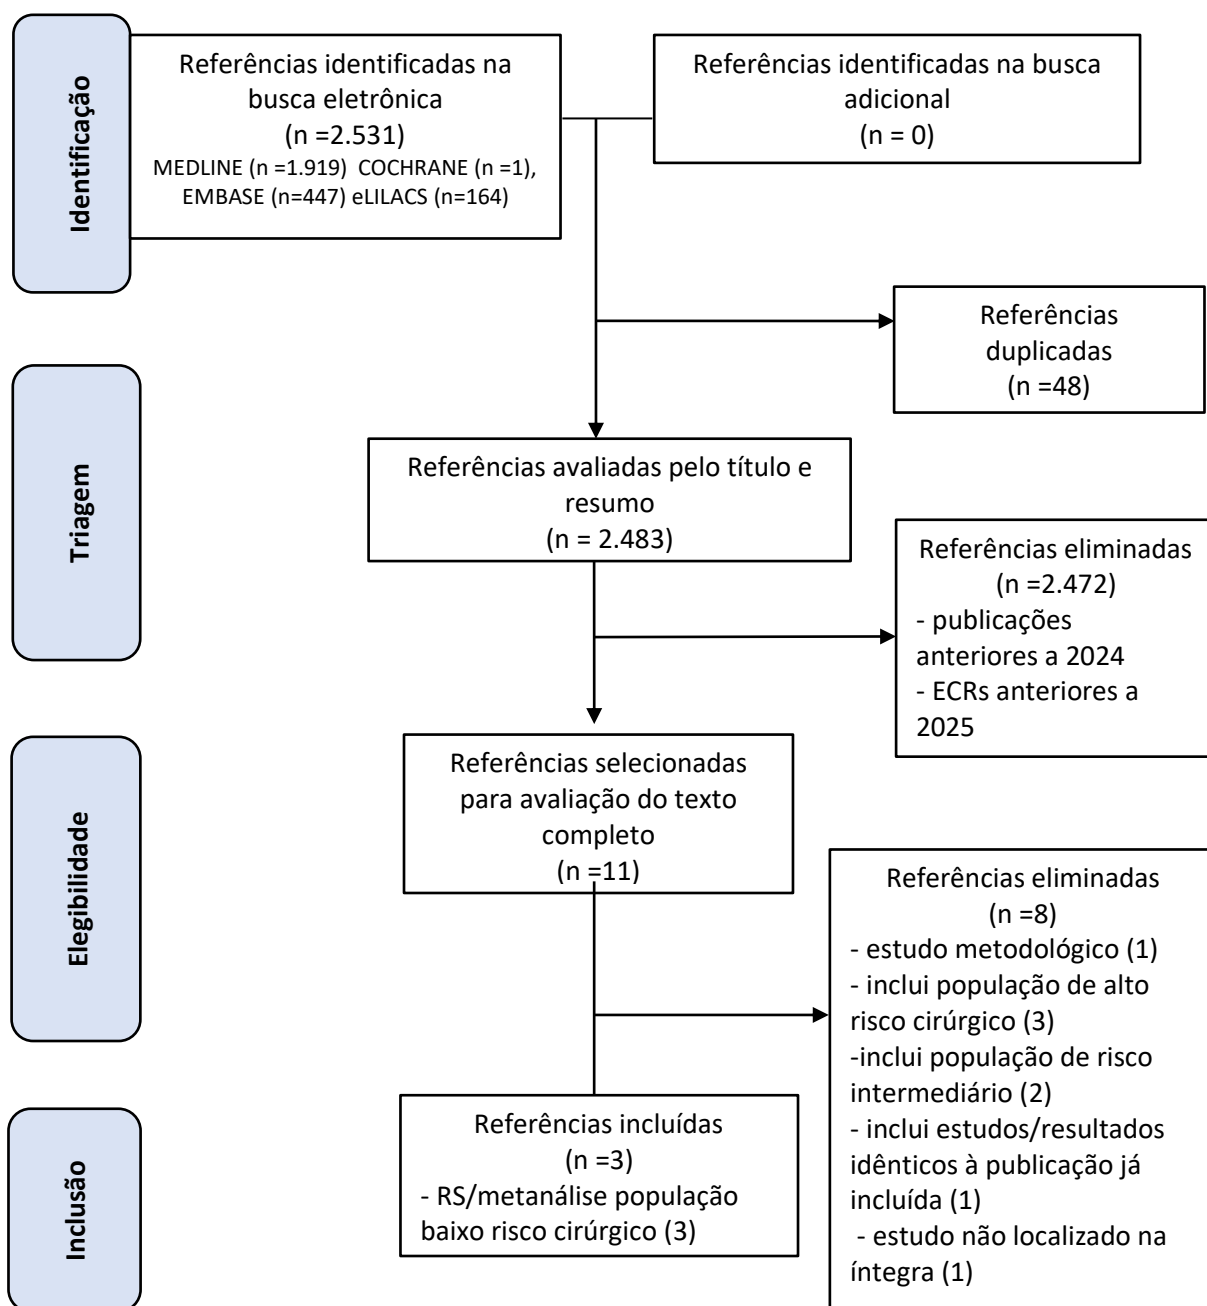 Identificação
Referências identificadas na
busca eletrônica
(n =2.531)
MEDLINE (n =1.919)  COCHRANE (n =1),
EMBASE (n=447) eLILACS (n=164)
Referências identificadas na busca
adicional
(n = 0)
Referências
duplicadas
(n =48)
Triagem
Referências avaliadas pelo título e
resumo
(n = 2.483)
Referências eliminadas
(n =2.472)
- publicações
anteriores a 2024
- ECRs anteriores a
2025
Elegibilidade
Referências selecionadas
para avaliação do texto
completo
(n =11)
Referências eliminadas
(n =8)
- estudo metodológico (1)
- inclui população de alto
risco cirúrgico (3)
-inclui população de risco
intermediário (2)
- inclui estudos/resultados
idênticos à publicação já
incluída (1)
- estudo não localizado na
íntegra (1)
Inclusão
Referências incluídas
(n =3)
- RS/metanálise população
baixo risco cirúrgico (3)